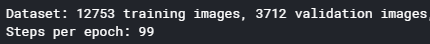 Dataset: 12753 training images, 3712 validation images,
Steps per epoch: 99